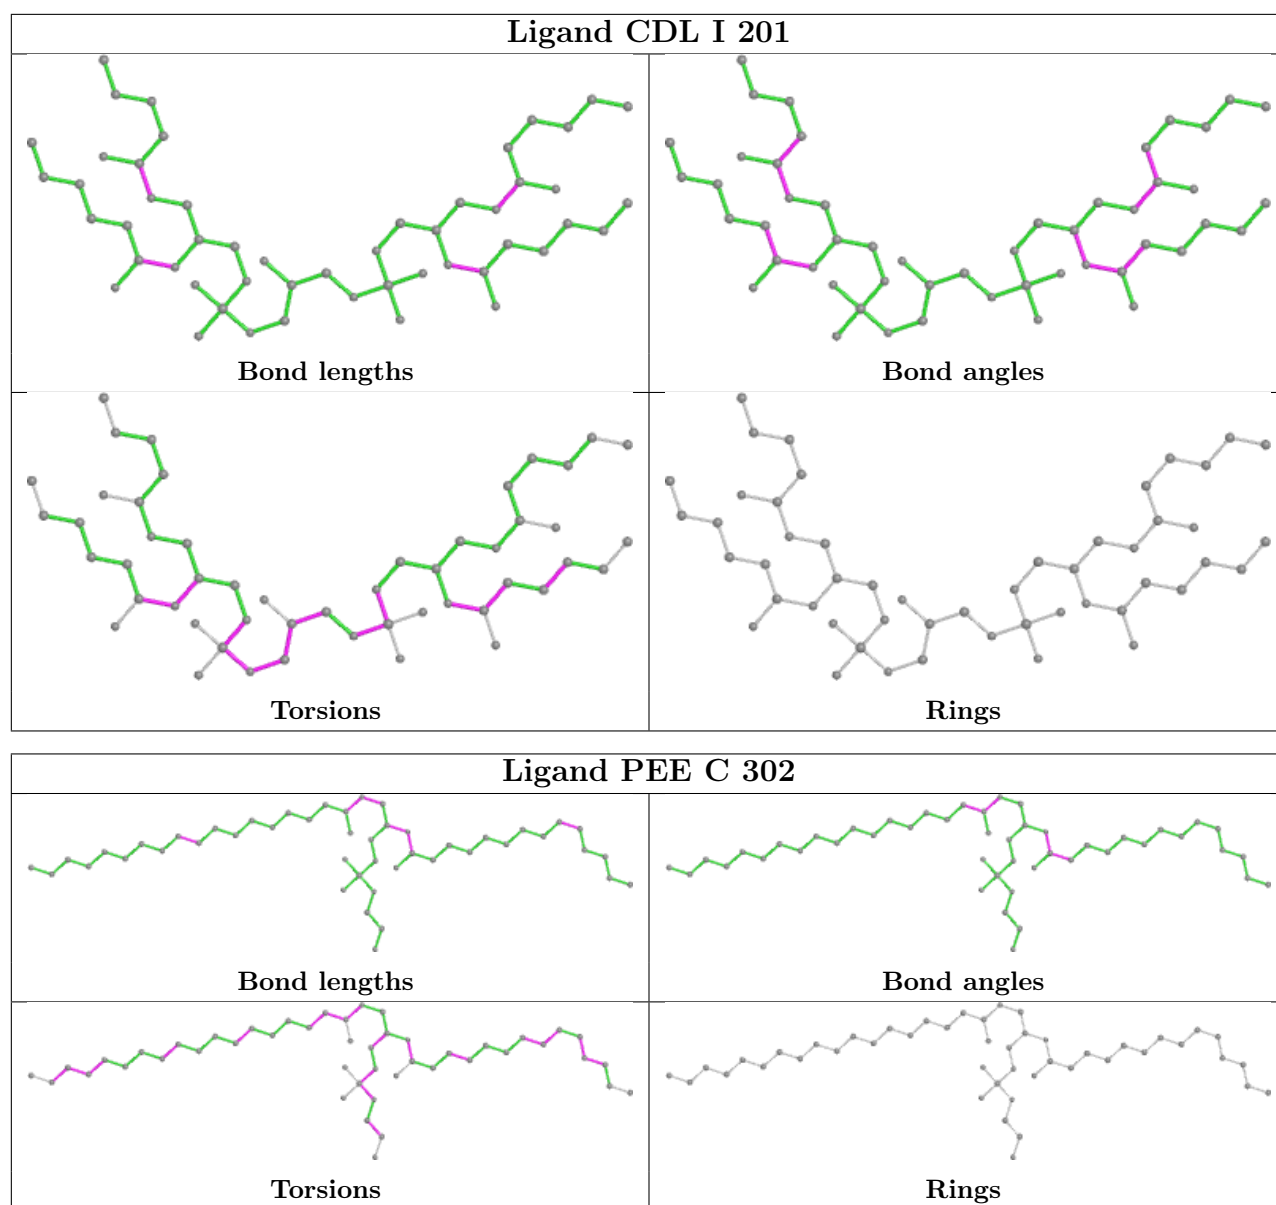 Ligand CDL I 201
Bond lengths
Bond angles
Torsions
Rings
Ligand PEE C 302
Bond lengths
Bond angles
Torsions
Rings